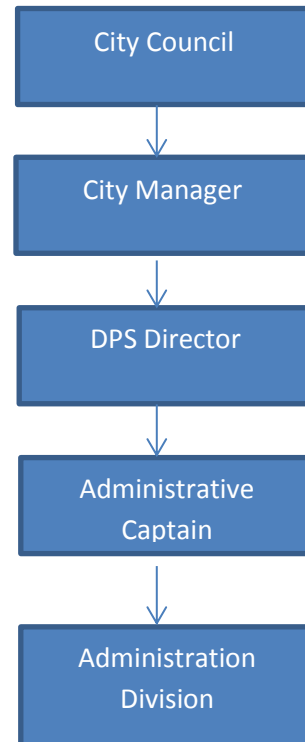 City Council
City Manager
DPS Director
Administrative
Captain
Administration
Division